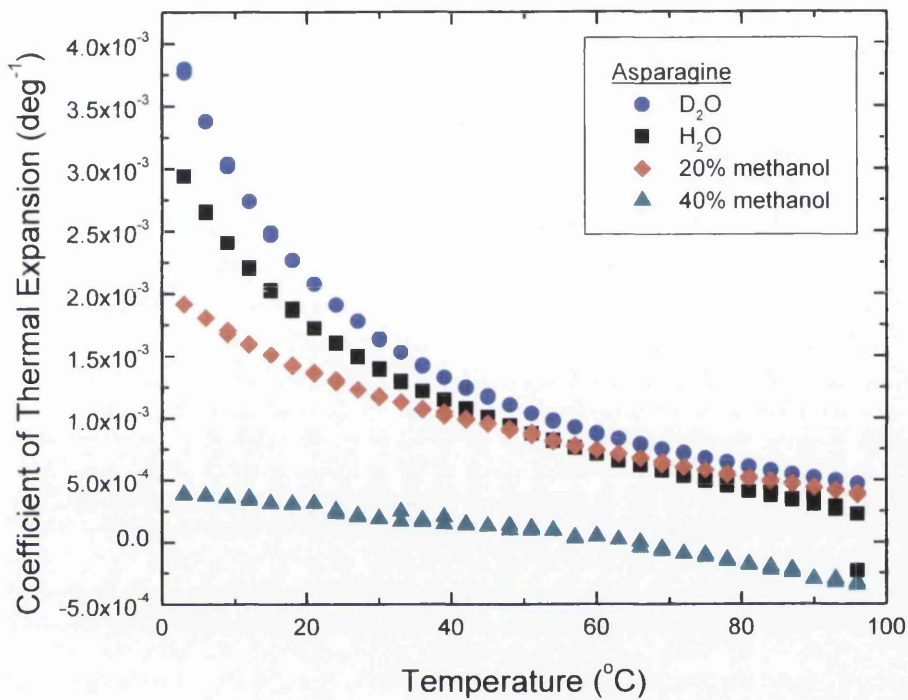 Coefficient of Thermal Expansion (deg⁻¹)
4.0x10⁻³
3.5x10⁻³
3.0x10⁻³
2.5x10⁻³
2.0x10⁻³
1.5x10⁻³
1.0x10⁻³
5.0x10⁻⁴
0.0
-5.0x10⁻⁴
Asparagine
D₂O
H₂O
20% methanol
40% methanol
0 20 40 60 80 100
Temperature (°C)